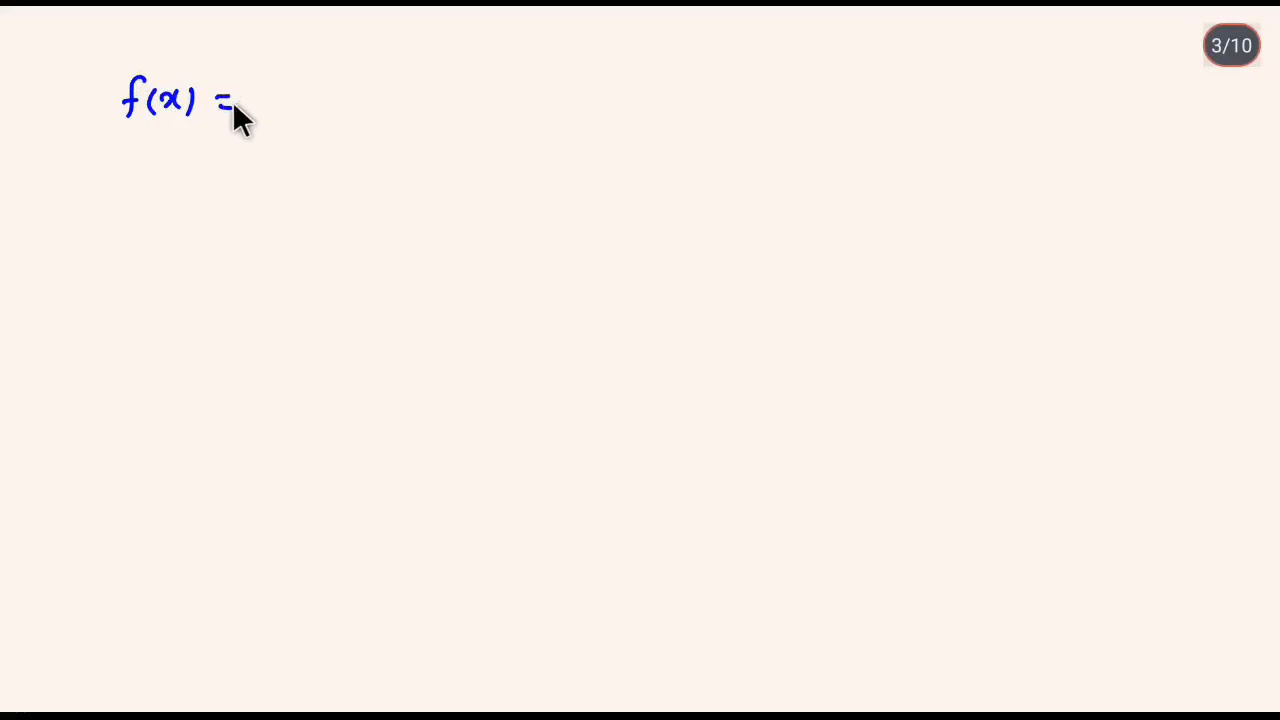 3/10
f(x) =